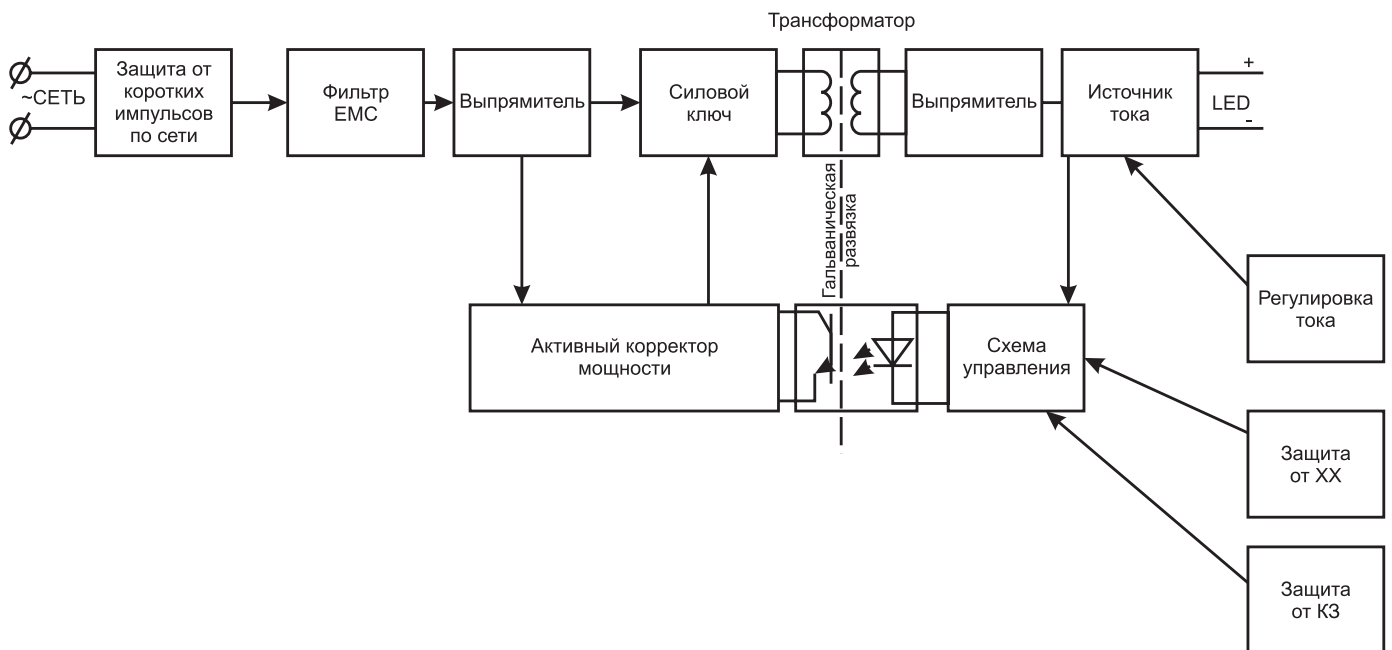 Трансформатор
~СЕТЬ
Защита от
коротких
импульсов
по сети
Фильтр
EMC
Выпрямитель
Силовой
ключ
Выпрямитель
Источник
тока
+
LED
-
Гальваническая
развязка
Активный корректор
мощности
Схема
управления
Регулировка
тока
Защита
от ХХ
Защита
от КЗ